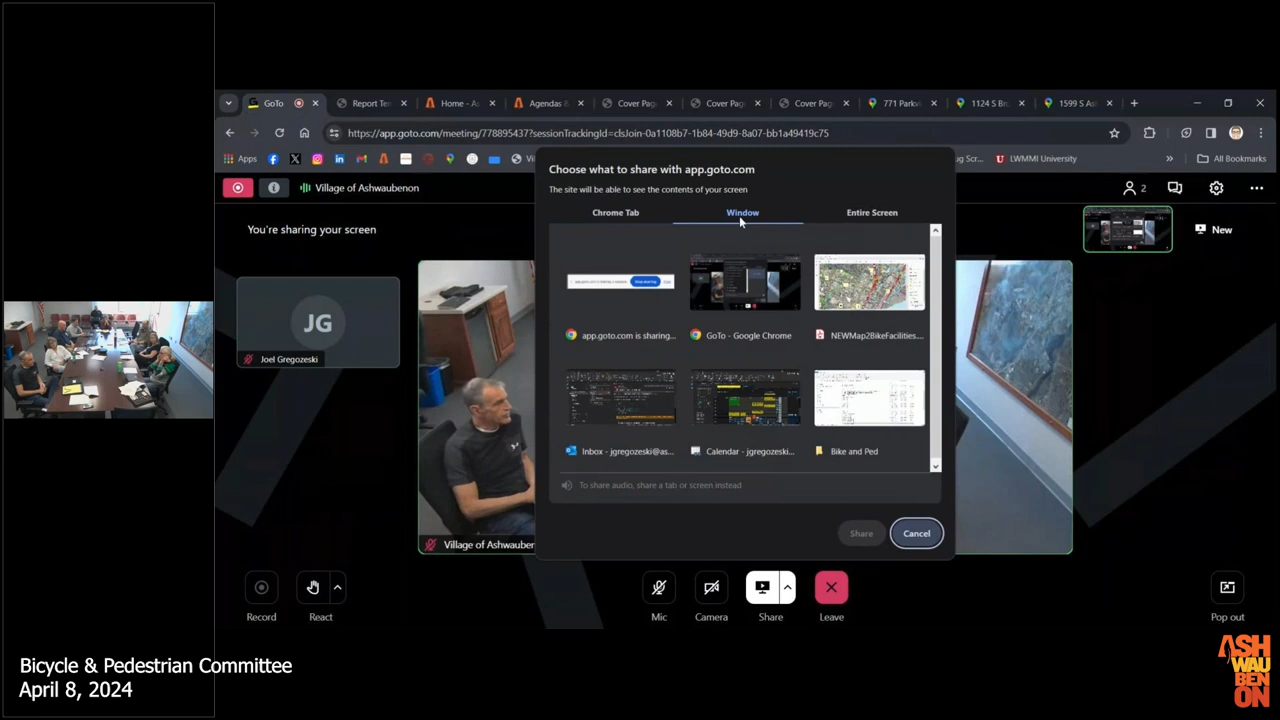 GoTo
Report Ter
Home - A
Agendas &
Cover Pag
Cover Pag
Cover Pag
771 Parkv
1124 S Br
1599 S As
https://app.goto.com/meeting/778895437?sessionTrackingId=clsJoin-0a1108b7-1b84-49d9-8a07-bb1a49419c75
Apps
ug Scr...
LWMMI University
All Bookmarks
Village of Ashwaubenon
2
You're sharing your screen
New
Choose what to share with app.goto.com
The site will be able to see the contents of your screen
Chrome Tab
Window
Entire Screen
app.goto.com is sharing...
GoTo - Google Chrome
NEWMap2BikeFacilities....
Inbox - jgregozeski@as...
Calendar - jgregozeski...
Bike and Ped
To share audio, share a tab or screen instead
Share
Cancel
JG
Joel Gregozeski
Village of Ashwauben
Record
React
Mic
Camera
Share
Leave
Pop out
Bicycle & Pedestrian Committee
April 8, 2024
ASH
WAU
BEN
ON